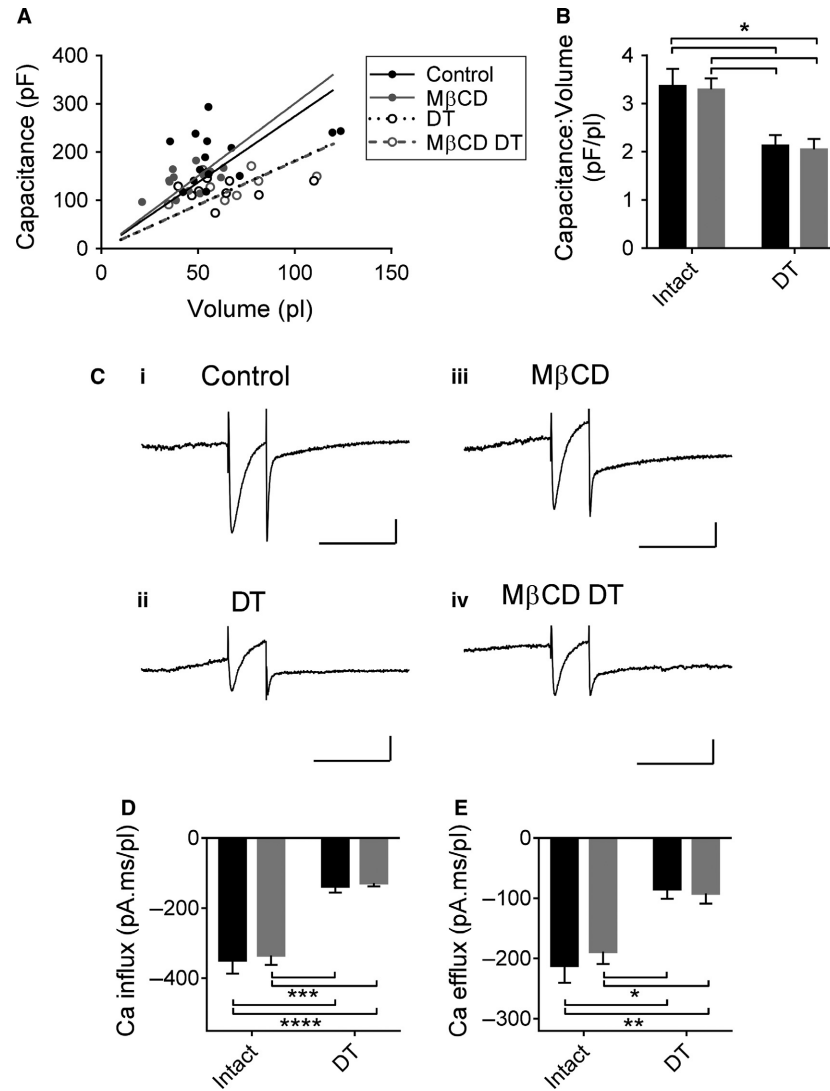 A
Capacitance (pF)
400
300
200
100
0
0
50
100
150
Volume (pl)
Control
MβCD
DT
MβCD DT
B
Capacitance:Volume
(pF/pl)
4
3
2
1
0
*
Intact
DT
C
i
Control
iii
MβCD
ii
DT
iv
MβCD DT
D
Ca influx (pA.ms/pl)
0
−200
−400
***
****
Intact
DT
E
Ca efflux (pA.ms/pl)
0
−100
−200
−300
*
**
Intact
DT